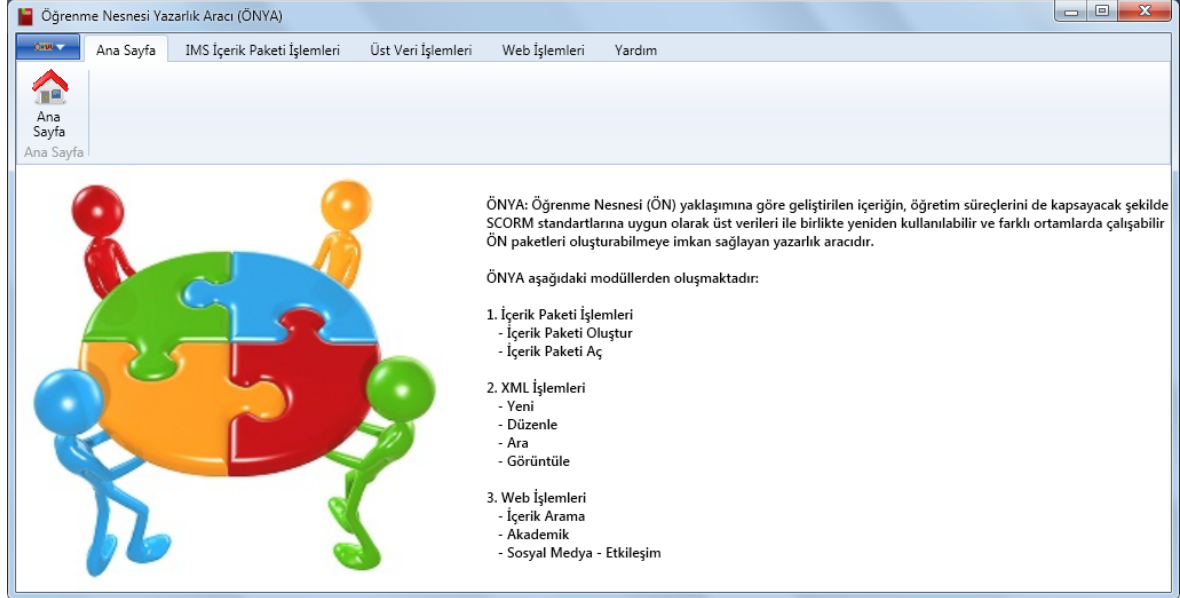 Öğrenme Nesnesi Yazarlık Aracı (ÖNYA)
ÖNYA
Ana Sayfa
IMS İçerik Paketi İşlemleri
Üst Veri İşlemleri
Web İşlemleri
Yardım
Ana
Sayfa
Ana Sayfa
ÖNYA: Öğrenme Nesnesi (ÖN) yaklaşımına göre geliştirilen içeriğin, öğretim süreçlerini de kapsayacak şekilde
SCORM standartlarına uygun olarak üst verileri ile birlikte yeniden kullanılabilir ve farklı ortamlarda çalışabilir
ÖN paketleri oluşturabilmeye imkan sağlayan yazarlık aracıdır.
ÖNYA aşağıdaki modüllerden oluşmaktadır:
1. İçerik Paketi İşlemleri
- İçerik Paketi Oluştur
- İçerik Paketi Aç
2. XML İşlemleri
- Yeni
- Düzenle
- Ara
- Görüntüle
3. Web İşlemleri
- İçerik Arama
- Akademik
- Sosyal Medya - Etkileşim